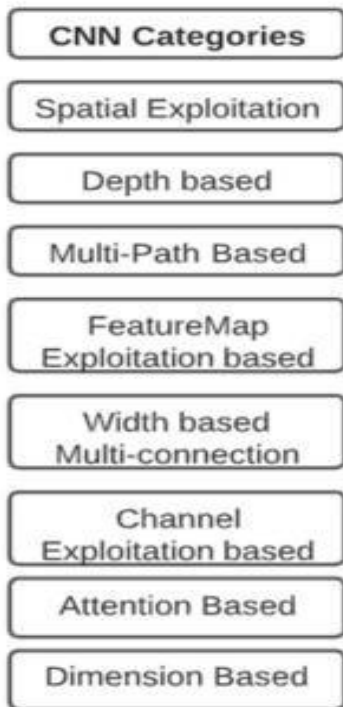 CNN Categories
Spatial Exploitation
Depth based
Multi-Path Based
FeatureMap
Exploitation based
Width based
Multi-connection
Channel
Exploitation based
Attention Based
Dimension Based